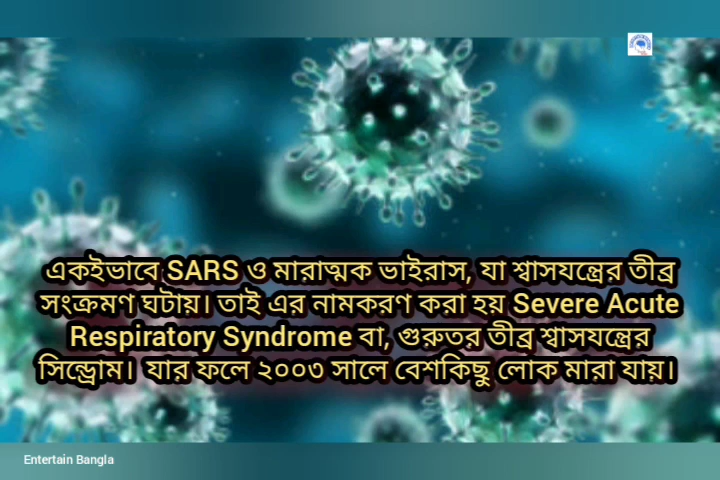 একইভাবে SARS ও মারাত্মক ভাইরাস, যা শ্বাসযন্ত্রের তীব্র
সংক্রমণ ঘটায়। তাই এর নামকরণ করা হয় Severe Acute
Respiratory Syndrome বা, গুরুতর তীব্র শ্বাসযন্ত্রের
সিন্ড্রোম। যার ফলে ২০০৩ সালে বেশকিছু লোক মারা যায়।
Entertain Bangla